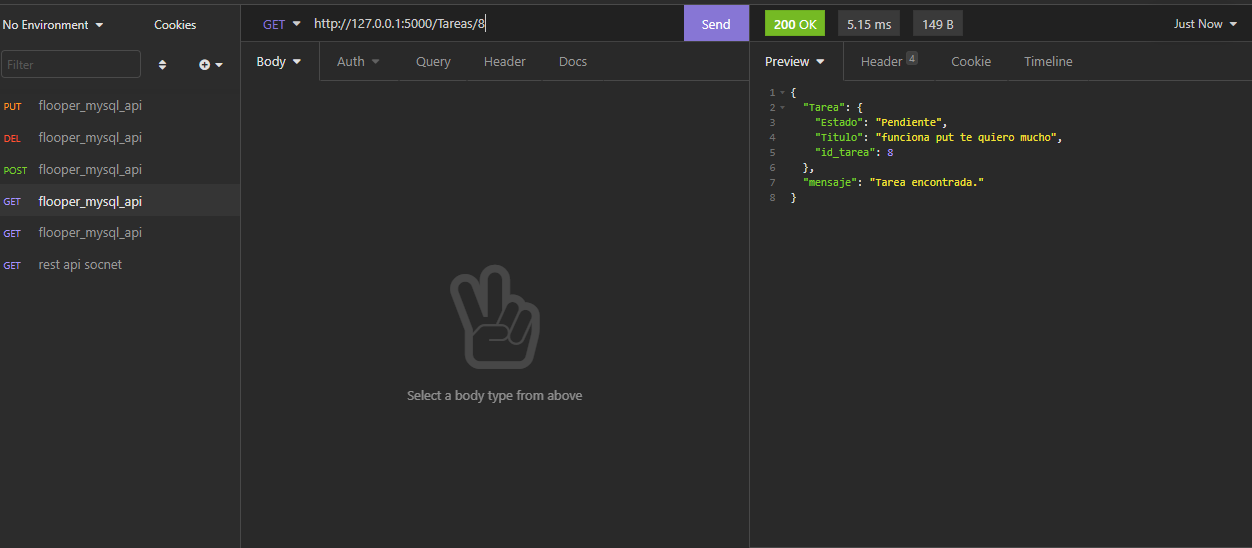 No Environment
Cookies
Filter
PUT flooper_mysql_api
DEL flooper_mysql_api
POST flooper_mysql_api
GET flooper_mysql_api
GET flooper_mysql_api
GET rest api socnet
GET http://127.0.0.1:5000/Tareas/8 Send
Body Auth Query Header Docs
Select a body type from above
200 OK 5.15 ms 149 B Just Now
Preview Header 4 Cookie Timeline
1 {
2 "Tarea": {
3 "Estado": "Pendiente",
4 "Titulo": "funciona put te quiero mucho",
5 "id_tarea": 8
6 },
7 "mensaje": "Tarea encontrada."
8 }